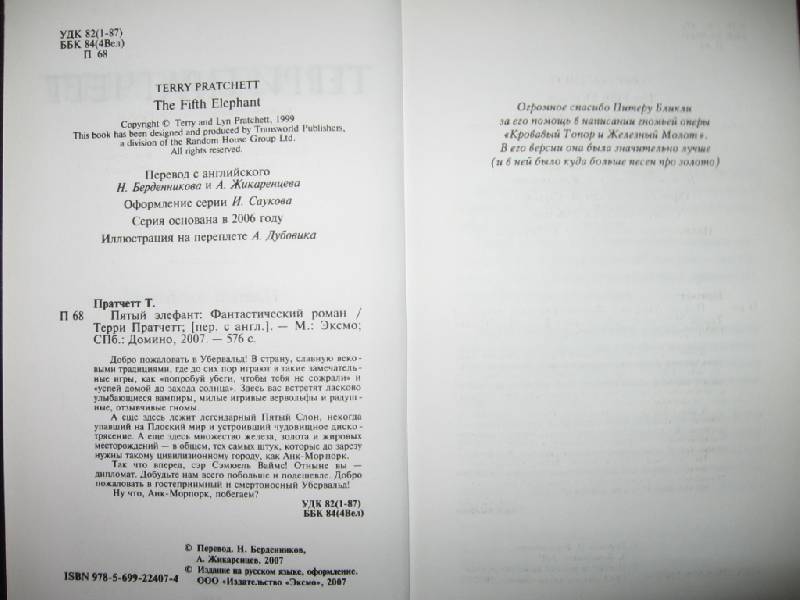 УДК 82(1-87)
ББК 84(4Вел)
П 68
TERRY PRATCHETT
The Fifth Elephant
Copyright © Terry and Lyn Pratchett, 1999
This book has been designed and produced by Transworld Publishers,
a division of the Random House Group Ltd.
All rights reserved.
Перевод с английского
Н. Берденникова и А. Жикаренцева
Оформление серии И. Саукова
Серия основана в 2006 году
Иллюстрация на переплете А. Дубовика
Пратчетт Т.
П 68 Пятый элефант: Фантастический роман /
Терри Пратчетт; [пер. с англ.]. — М.: Эксмо;
СПб.: Домино, 2007. — 576 с.
Добро пожаловать в Убервальд! В страну, славную веко-
выми традициями, где до сих пор играют в такие замечатель-
ные игры, как «попробуй убеги, чтобы тебя не сожрали» и
«успей домой до захода солнца». Здесь вас встретят ласково
улыбающиеся вампиры, милые игривые вервольфы и радуш-
ные, отзывчивые гномы.
А еще здесь лежит легендарный Пятый Слон, некогда
упавший на Плоский мир и устроивший чудовищное диско-
трясение. А еще здесь множество железа, золота и жировых
месторождений — в общем, тех самых штук, которые до зарезу
нужны такому цивилизионному городу, как Анк-Морпорк.
Так что вперед, сэр Сэмюель Ваймс! Отныне вы —
дипломат. Добудьте нам всего побольше и подешевле. Добро
пожаловать в гостеприимный и смертоносный Убервальд!
Ну что, Анк-Морпорк, побегаем?
УДК 82(1-87)
ББК 84(4Вел)
© Перевод. Н. Берденников,
А. Жикаренцев, 2007
© Издание на русском языке, оформление.
ISBN 978-5-699-22407-4 ООО «Издательство «Эксмо», 2007
Огромное спасибо Питеру Бликли
за его помощь в написании гномьей оперы
«Кровавый Топор и Железный Молот».
В его версии она была значительно лучше
(и в ней было куда больше песен про золото)